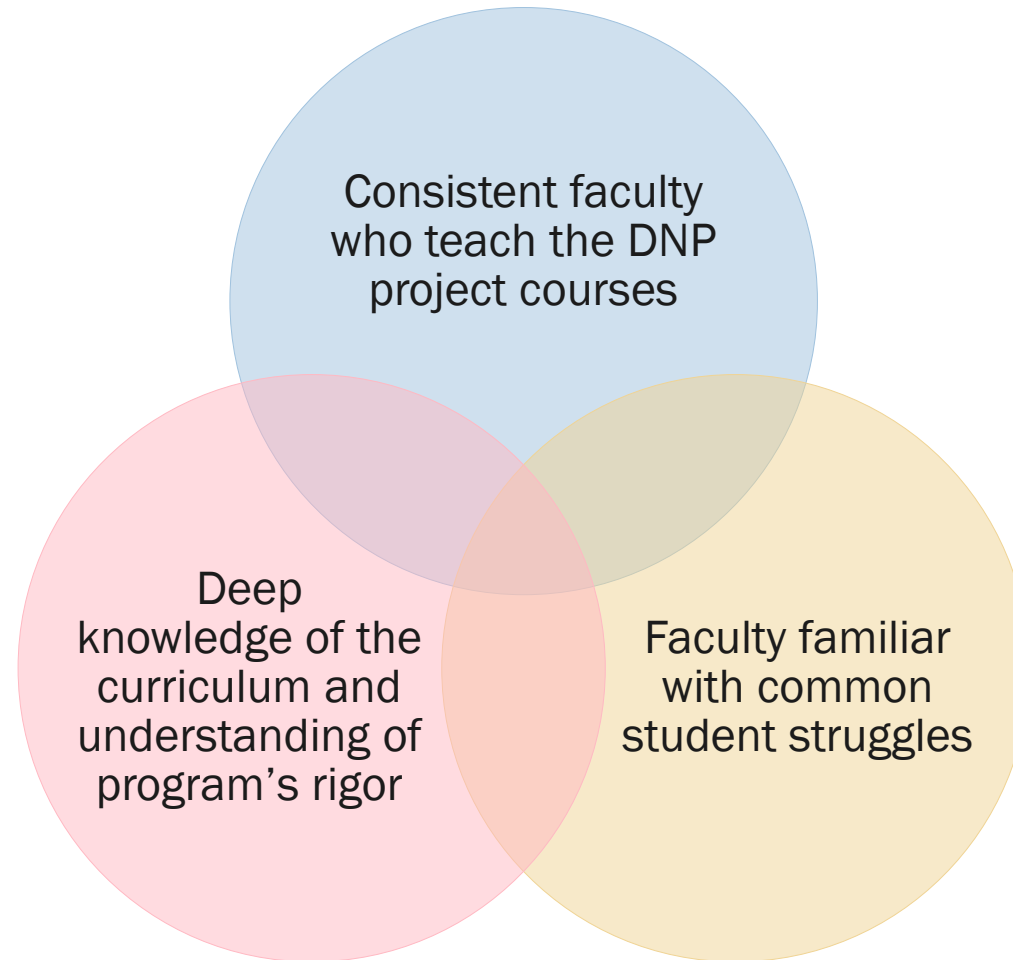 Consistent faculty
who teach the DNP
project courses
Deep
knowledge of the
curriculum and
understanding of
program’s rigor
Faculty familiar
with common
student struggles